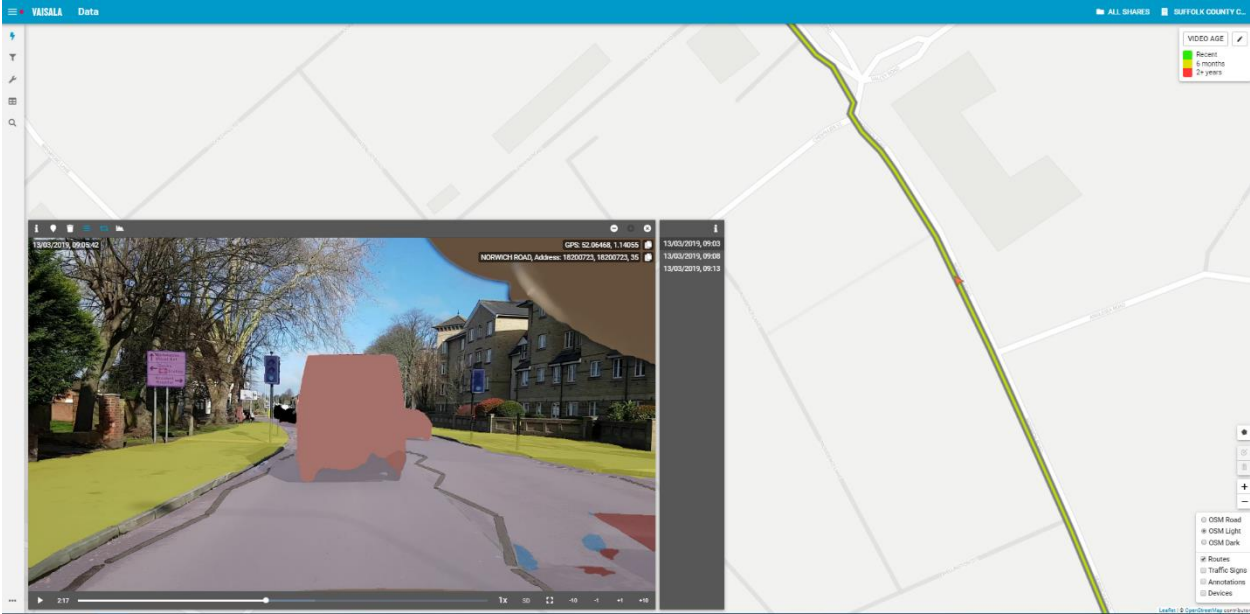 VAISALA Data ALL SHARES SUFFOLK COUNTY C...
VIDEO AGE
Recent
6 months
2+ years
13/03/2019, 09:05:42
GPS: 52.06468, 1.14055
NORWICH ROAD, Address: 18200723, 18200723, 35
13/03/2019, 09:03
13/03/2019, 09:08
13/03/2019, 09:13
2:17 1x SD -10 -1 +1 +10
+
−
OSM Road
OSM Light
OSM Dark
Routes
Traffic Signs
Annotations
Devices
Leaflet | © OpenStreetMap contributors